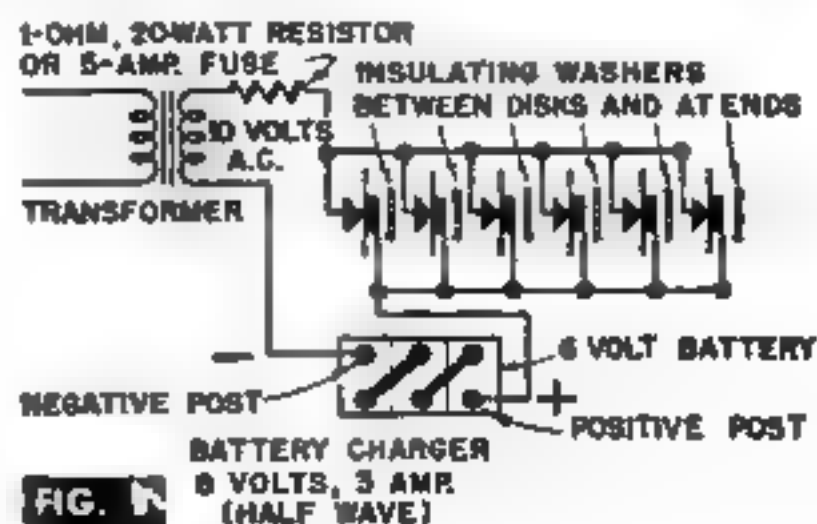 1-OHM, 20-WATT RESISTOR
OR 5-AMP. FUSE
INSULATING WASHERS
BETWEEN DISKS AND AT ENDS
10 VOLTS
A.C.
TRANSFORMER
6 VOLT BATTERY
−
+
NEGATIVE POST
POSITIVE POST
BATTERY CHARGER
VOLTS, 3 AMP.
(HALF WAVE)
FIG.